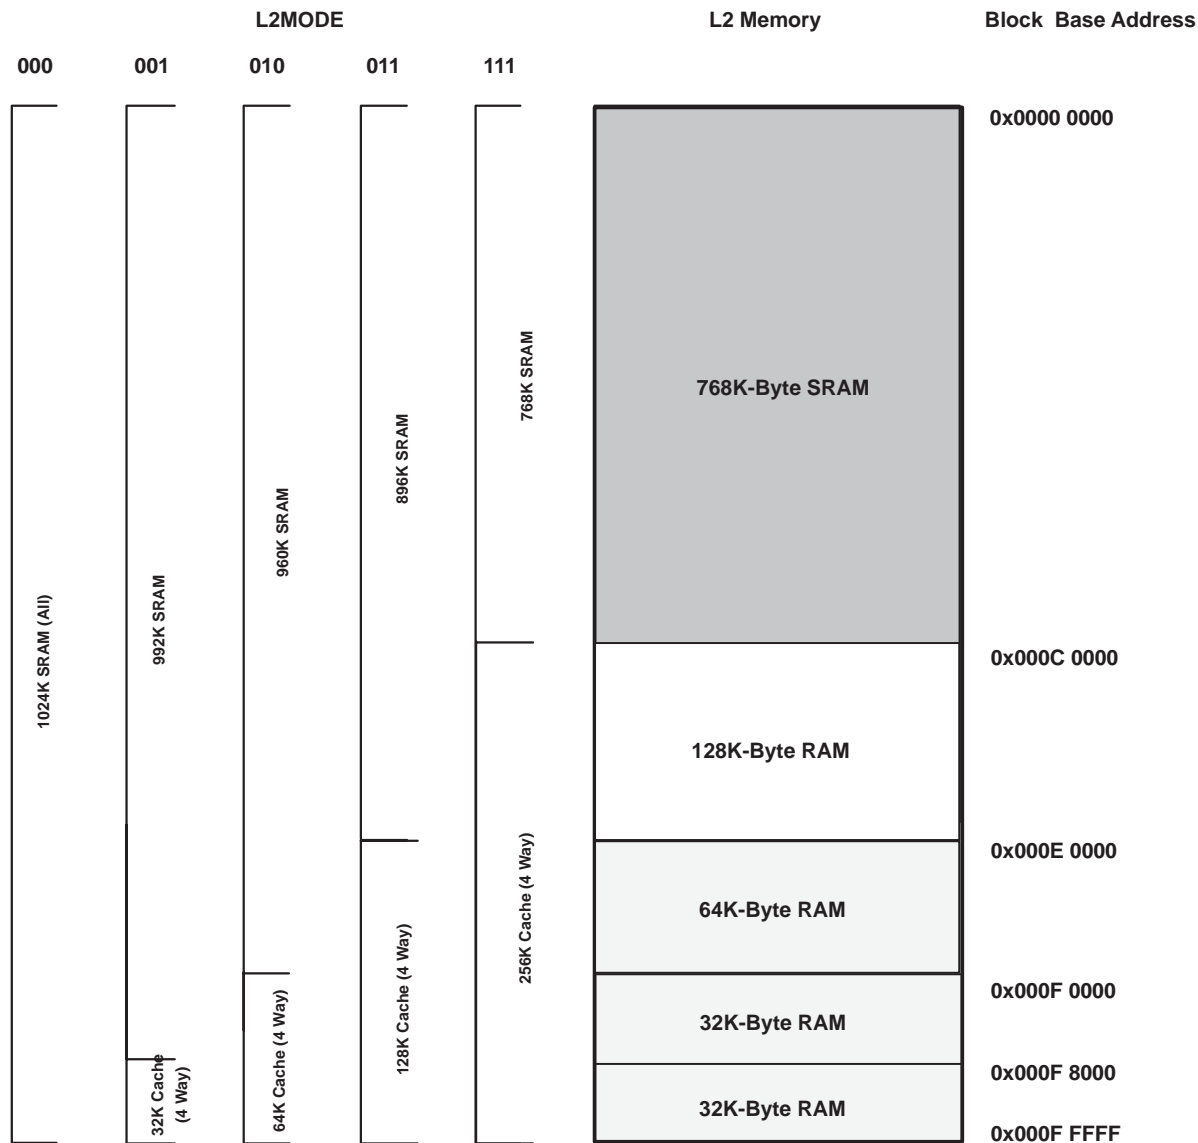 L2MODE
L2 Memory
Block Base Address
000
001
010
011
111
0x0000 0000
768K SRAM
768K-Byte SRAM
896K SRAM
960K SRAM
992K SRAM
1024K SRAM (All)
0x000C 0000
128K-Byte RAM
0x000E 0000
256K Cache (4 Way)
64K-Byte RAM
128K Cache (4 Way)
0x000F 0000
64K Cache (4 Way)
32K-Byte RAM
0x000F 8000
32K Cache
(4 Way)
32K-Byte RAM
0x000F FFFF